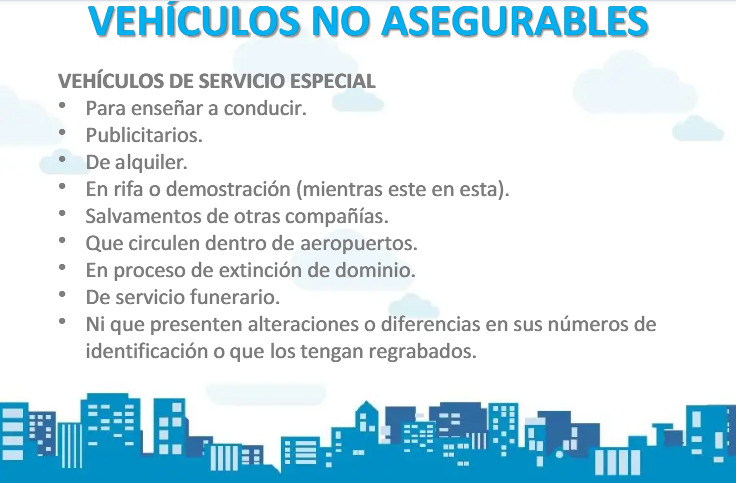 VEHÍCULOS NO ASEGURABLES
VEHÍCULOS DE SERVICIO ESPECIAL
• Para enseñar a conducir.
• Publicitarios.
• De alquiler.
• En rifa o demostración (mientras este en esta).
• Salvamentos de otras compañías.
• Que circulen dentro de aeropuertos.
• En proceso de extinción de dominio.
• De servicio funerario.
• Ni que presenten alteraciones o diferencias en sus números de
identificación o que los tengan regrabados.